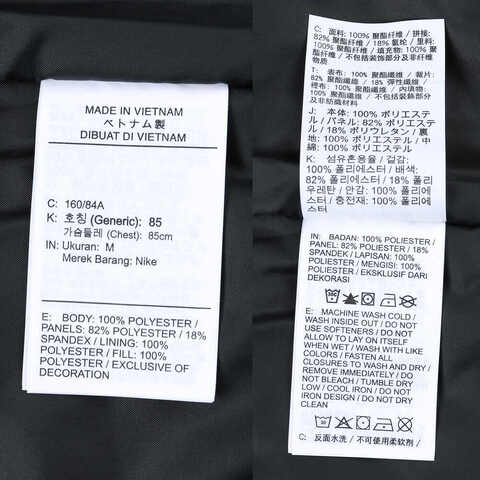 MADE IN VIETNAM
ベトナム製
DIBUAT DI VIETNAM
C: 160/84A
K: 호칭 (Generic): 85
가슴둘레 (Chest): 85cm
IN: Ukuran: M
Merek Barang: Nike
E: BODY: 100% POLYESTER /
PANELS: 82% POLYESTER / 18%
SPANDEX / LINING: 100%
POLYESTER / FILL: 100%
POLYESTER / EXCLUSIVE OF
DECORATION
C: 面料: 100% 聚酯纤维 / 拼接:
82% 聚酯纤维 / 18% 氨纶 / 里料:
100% 聚酯纤维 / 填充物: 100% 聚
酯纤维 / 不包括装饰部分及非纤维
物质
T: 表布: 100% 聚酯纖維 / 襯片:
82% 聚酯纖維 / 18% 彈性纖維 /
裡布: 100% 聚酯纖維 / 內填物:
100% 聚酯纖維 / 不包括裝飾部分
及非紡織材料
J: 本体: 100% ポリエステ
ル / パネル: 82% ポリエステル
/ 18% ポリウレタン / 裏
地: 100% ポリエステル / 中
綿: 100% ポリエステル
K: 섬유혼용율 / 겉감:
100% 폴리에스터 / 배색:
82% 폴리에스터 / 18% 폴리
우레탄 / 안감: 100% 폴리에
스터 / 충전재: 100% 폴리에
스터
IN: BADAN: 100% POLIESTER /
PANEL: 82% POLIESTER / 18%
SPANDEK / LAPISAN: 100%
POLIESTER / MENGISI: 100%
POLIESTER / EKSKLUSIF DARI
DEKORASI
E: MACHINE WASH COLD /
WASH INSIDE OUT / DO NOT
USE SOFTENERS / DO NOT
ALLOW TO LAY ON ITSELF
WHEN WET / WASH WITH LIKE
COLORS / FASTEN ALL
CLOSURES TO WASH AND DRY /
REMOVE PROMPTLY / DO NOT
BLEACH / TUMBLE DRY
LOW / COOL IRON / DO NOT
IRON DESIGN / DO NOT DRY
CLEAN
C: 反面水洗 / 不可使用柔软剂 /